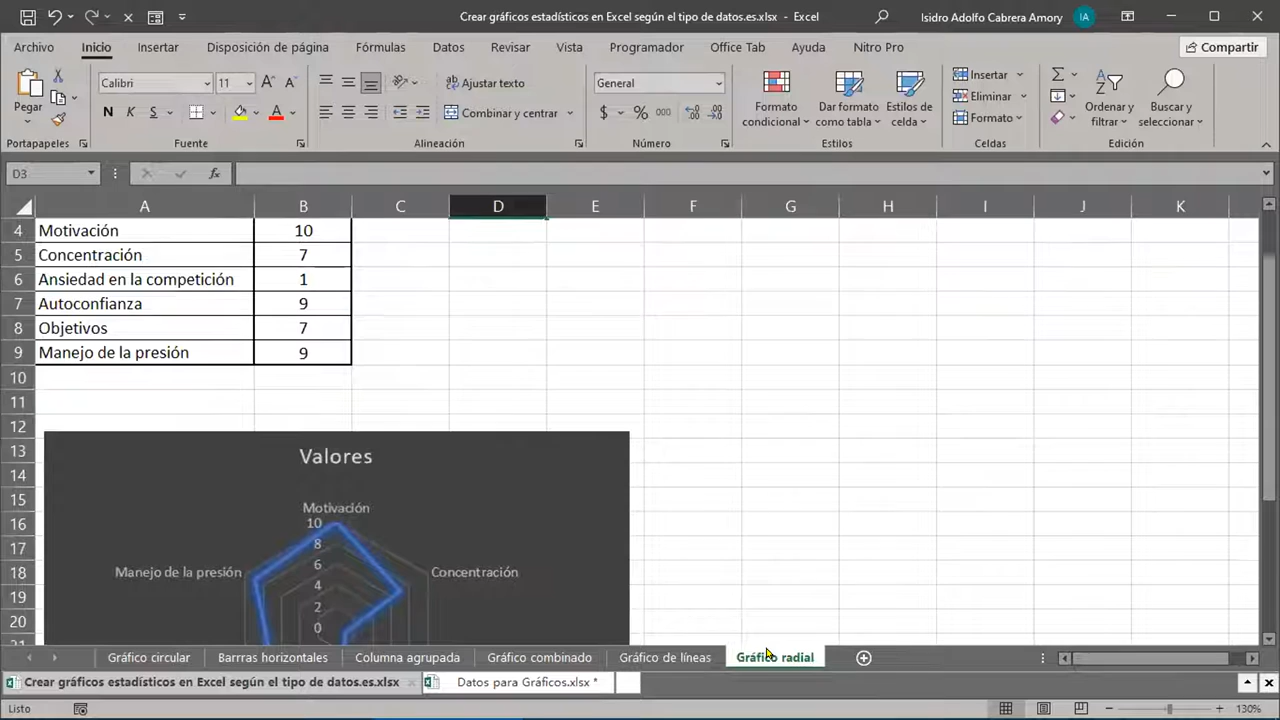 Crear gráficos estadísticos en Excel según el tipo de datos.es.xlsx - Excel
Isidro Adolfo Cabrera Amory
IA
Archivo Inicio Insertar Disposición de página Fórmulas Datos Revisar Vista Programador Office Tab Ayuda Nitro Pro Compartir
Pegar
Portapapeles
Calibri 11
N K S
Fuente
Ajustar texto
Combinar y centrar
Alineación
General
$ % 000
Número
Formato condicional
Dar formato como tabla
Estilos de celda
Estilos
Insertar
Eliminar
Formato
Celdas
Ordenar y filtrar
Buscar y seleccionar
Edición
D3
fx
A B C D E F G H I J K
4 Motivación 10
5 Concentración 7
6 Ansiedad en la competición 1
7 Autoconfianza 9
8 Objetivos 7
9 Manejo de la presión 9
10
11
12
13
14
15
16
17
18
19
20
21
Valores
Motivación
10
8
6
4
2
0
Manejo de la presión
Concentración
Gráfico circular Barrras horizontales Columna agrupada Gráfico combinado Gráfico de líneas Gráfico radial
Crear gráficos estadísticos en Excel según el tipo de datos.es.xlsx
Datos para Gráficos.xlsx *
Listo
130%